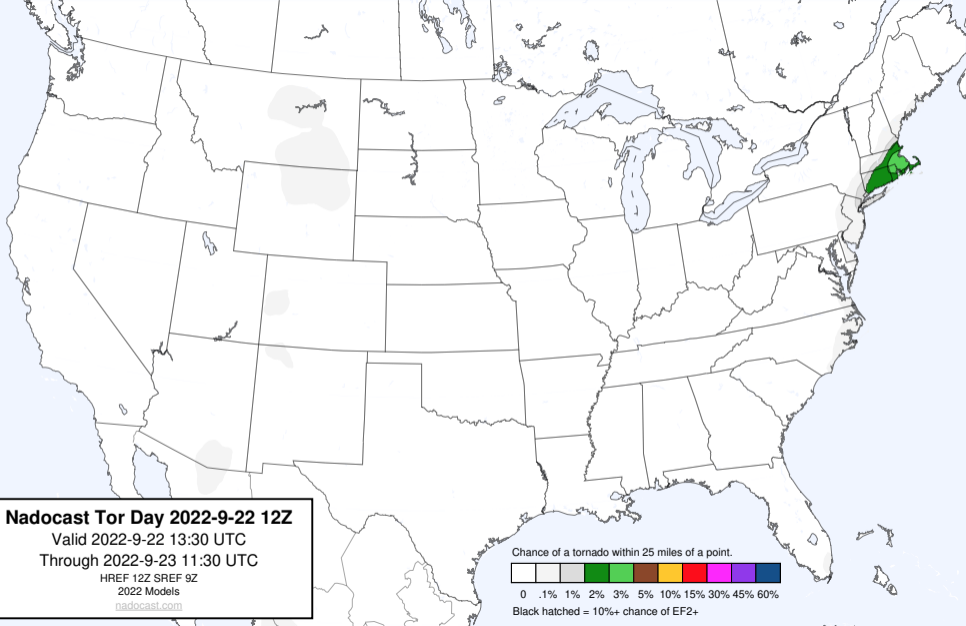 Nadocast Tor Day 2022-9-22 12Z
Valid 2022-9-22 13:30 UTC
Through 2022-9-23 11:30 UTC
HREF 12Z SREF 9Z
2022 Models
nadocast.com
Chance of a tornado within 25 miles of a point.
0 .1% 1% 2% 3% 5% 10% 15% 30% 45% 60%
Black hatched = 10%+ chance of EF2+